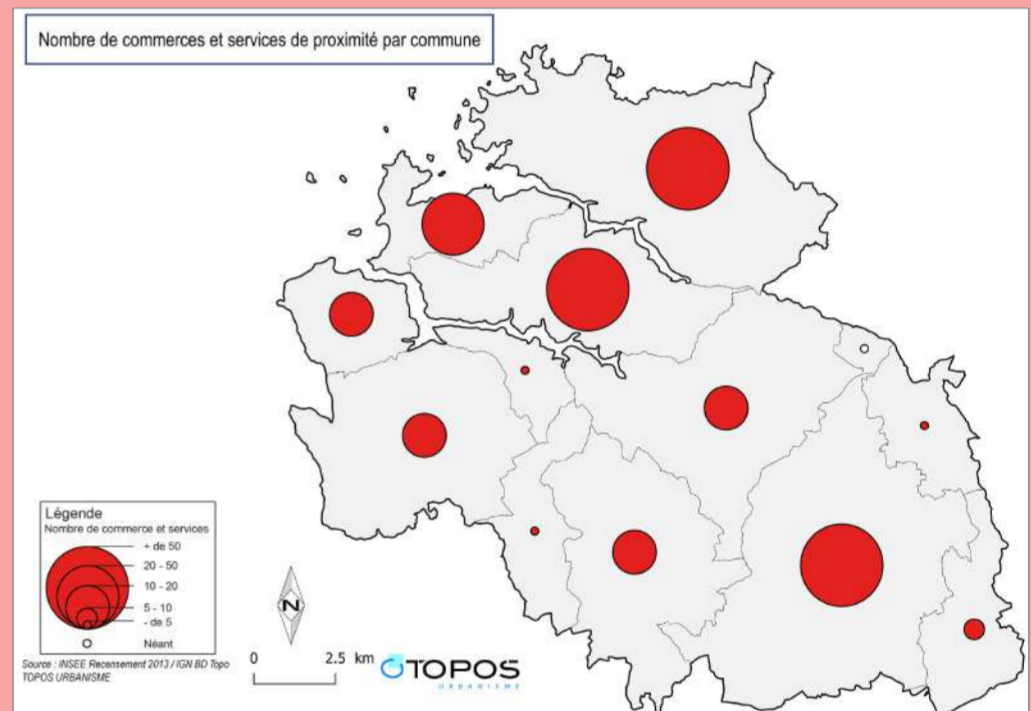 Nombre de commerces et services de proximité par commune
Légende
Nombre de commerce et services
+ de 50
20 - 50
10 - 20
5 - 10
- de 5
Néant
Source : INSEE Recensement 2013 / IGN BD Topo
TOPOS URBANISME
N
0 2.5 km
TOPOS
URBANISME